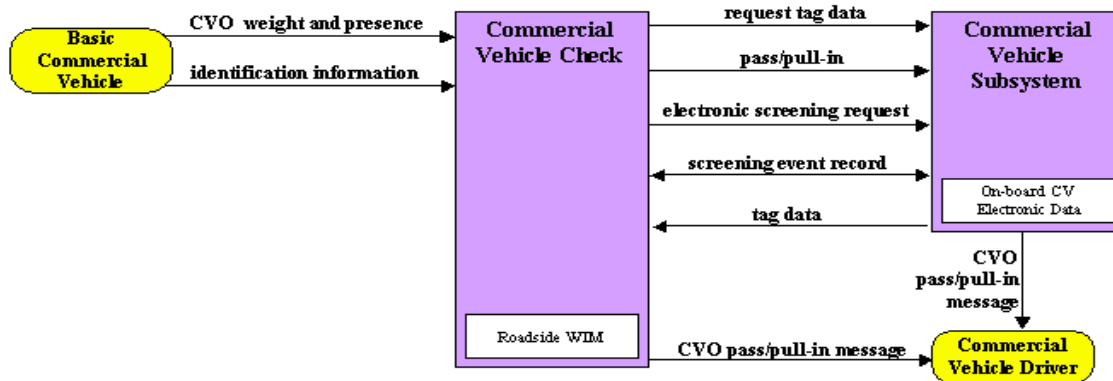 Basic
Commercial
Vehicle
CVO weight and presence
identification information
Commercial
Vehicle Check
Roadside WIM
request tag data
pass/pull-in
electronic screening request
screening event record
tag data
CVO pass/pull-in message
Commercial
Vehicle
Subsystem
On-board CV
Electronic Data
CVO
pass/pull-in
message
Commercial
Vehicle Driver